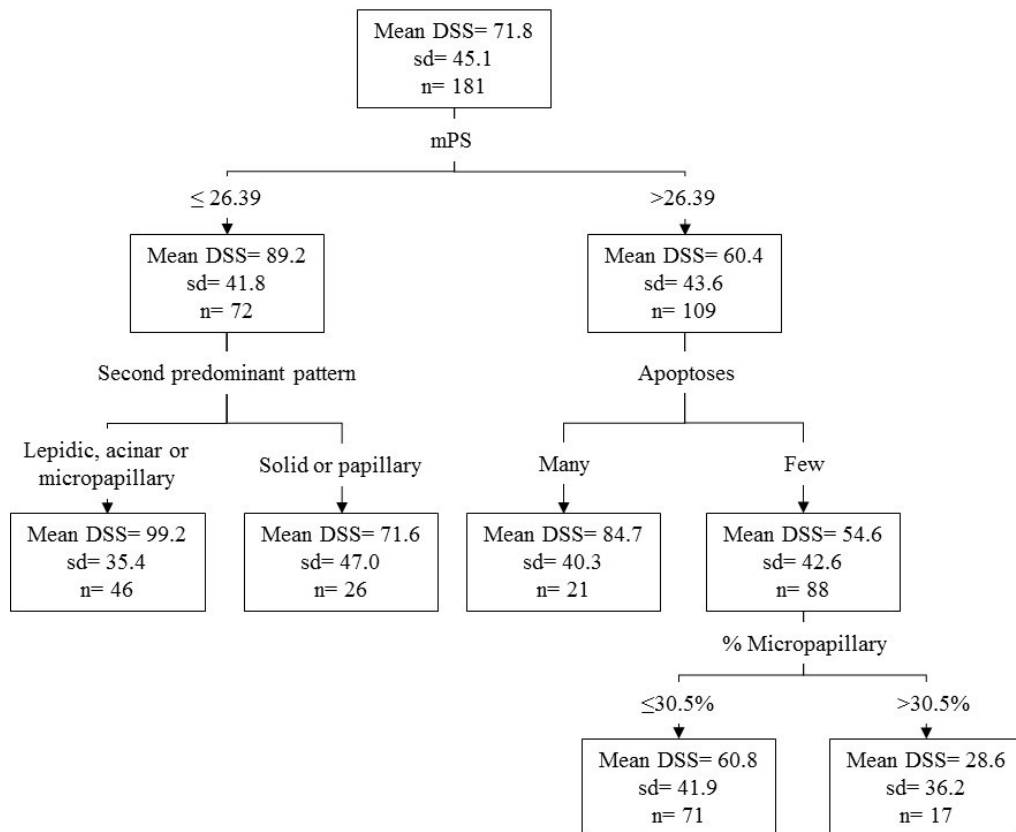 Mean DSS= 71.8
sd= 45.1
n= 181
mPS
≤ 26.39
>26.39
Mean DSS= 89.2
sd= 41.8
n= 72
Mean DSS= 60.4
sd= 43.6
n= 109
Second predominant pattern
Apoptoses
Lepidic, acinar or
micropapillary
Solid or papillary
Many
Few
Mean DSS= 99.2
sd= 35.4
n= 46
Mean DSS= 71.6
sd= 47.0
n= 26
Mean DSS= 84.7
sd= 40.3
n= 21
Mean DSS= 54.6
sd= 42.6
n= 88
% Micropapillary
≤30.5%
>30.5%
Mean DSS= 60.8
sd= 41.9
n= 71
Mean DSS= 28.6
sd= 36.2
n= 17